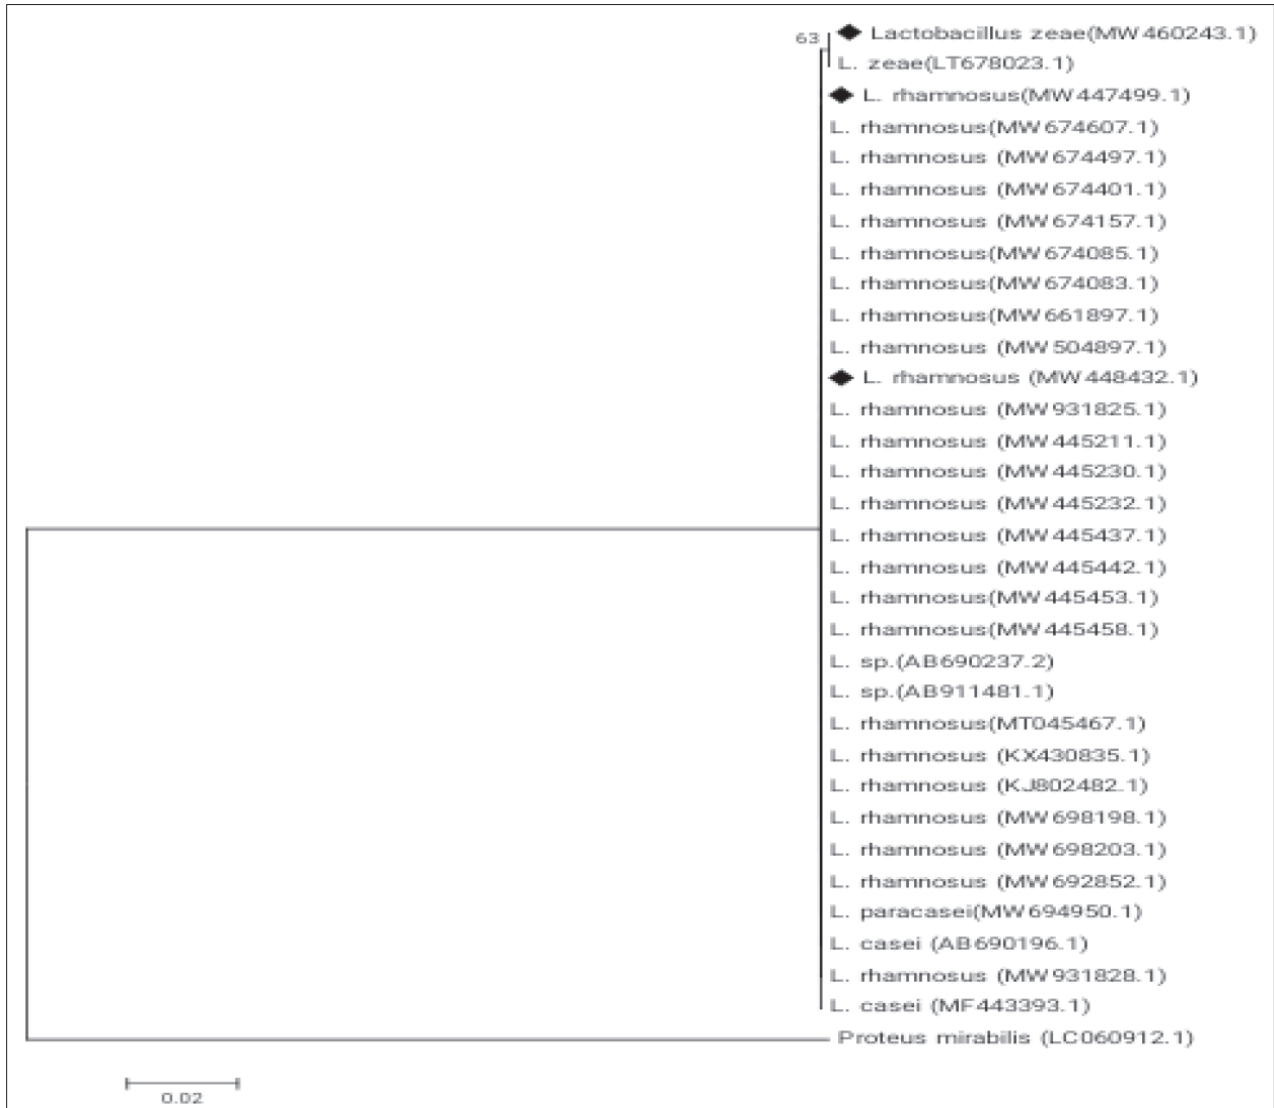 63
Lactobacillus zeae(MW460243.1)
L. zeae(LT678023.1)
L. rhamnosus(MW447499.1)
L. rhamnosus(MW674607.1)
L. rhamnosus (MW674497.1)
L. rhamnosus (MW674401.1)
L. rhamnosus (MW674157.1)
L. rhamnosus(MW674085.1)
L. rhamnosus(MW674083.1)
L. rhamnosus(MW661897.1)
L. rhamnosus (MW504897.1)
L. rhamnosus (MW448432.1)
L. rhamnosus (MW931825.1)
L. rhamnosus (MW445211.1)
L. rhamnosus (MW445230.1)
L. rhamnosus (MW445232.1)
L. rhamnosus (MW445437.1)
L. rhamnosus (MW445442.1)
L. rhamnosus(MW445453.1)
L. rhamnosus(MW445458.1)
L. sp.(AB690237.2)
L. sp.(AB911481.1)
L. rhamnosus(MT045467.1)
L. rhamnosus (KX430835.1)
L. rhamnosus (KJ802482.1)
L. rhamnosus (MW698198.1)
L. rhamnosus (MW698203.1)
L. rhamnosus (MW692852.1)
L. paracasei(MW694950.1)
L. casei (AB690196.1)
L. rhamnosus (MW931828.1)
L. casei (MF443393.1)
Proteus mirabilis (LC060912.1)
0.02